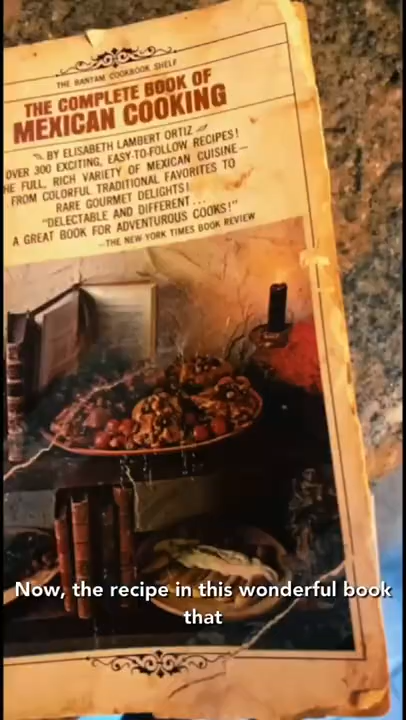 THE BANTAM COOKBOOK SHELF
THE COMPLETE BOOK OF
MEXICAN COOKING
BY ELISABETH LAMBERT ORTIZ
OVER 300 EXCITING, EASY-TO-FOLLOW RECIPES!
HE FULL, RICH VARIETY OF MEXICAN CUISINE—
FROM COLORFUL TRADITIONAL FAVORITES TO
RARE GOURMET DELIGHTS!
"DELECTABLE AND DIFFERENT...
A GREAT BOOK FOR ADVENTUROUS COOKS!"
—THE NEW YORK TIMES BOOK REVIEW
Now, the recipe in this wonderful book
that